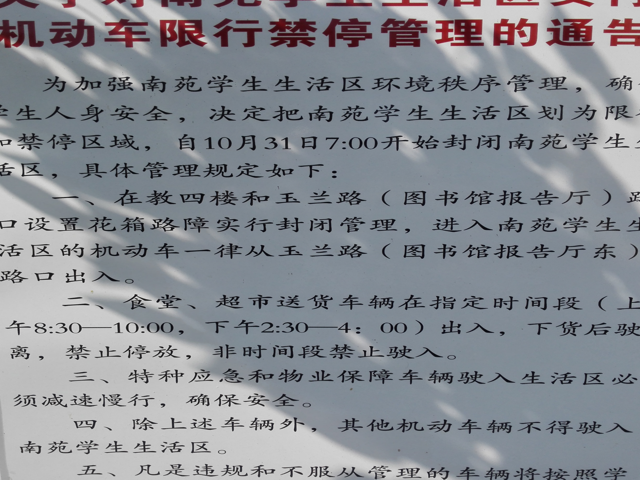 关于对南苑学生生活区实行
机动车限行禁停管理的通告
为加强南苑学生生活区环境秩序管理，确
学生人身安全，决定把南苑学生生活区划为限
和禁停区域，自10月31日7:00开始封闭南苑学生生
活区，具体管理规定如下：
一、在教四楼和玉兰路（图书馆报告厅）路
口设置花箱路障实行封闭管理，进入南苑学生生
活区的机动车一律从玉兰路（图书馆报告厅东）
路口出入。
二、食堂、超市送货车辆在指定时间段（上
午8:30—10:00，下午2:30—4：00）出入，下货后驶
离，禁止停放，非时间段禁止驶入。
三、特种应急和物业保障车辆驶入生活区必
须减速慢行，确保安全。
四、除上述车辆外，其他机动车辆不得驶入
南苑学生生活区。
五、凡是违规和不服从管理的车辆将按照学